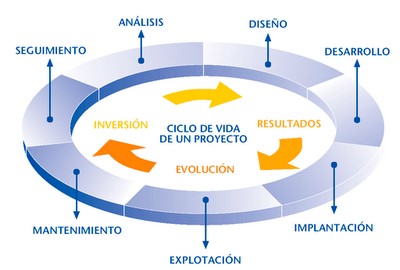 ANÁLISIS
DISEÑO
SEGUIMIENTO
DESARROLLO
INVERSIÓN
CICLO DE VIDA
DE UN PROYECTO
RESULTADOS
EVOLUCIÓN
MANTENIMIENTO
IMPLANTACIÓN
EXPLOTACIÓN